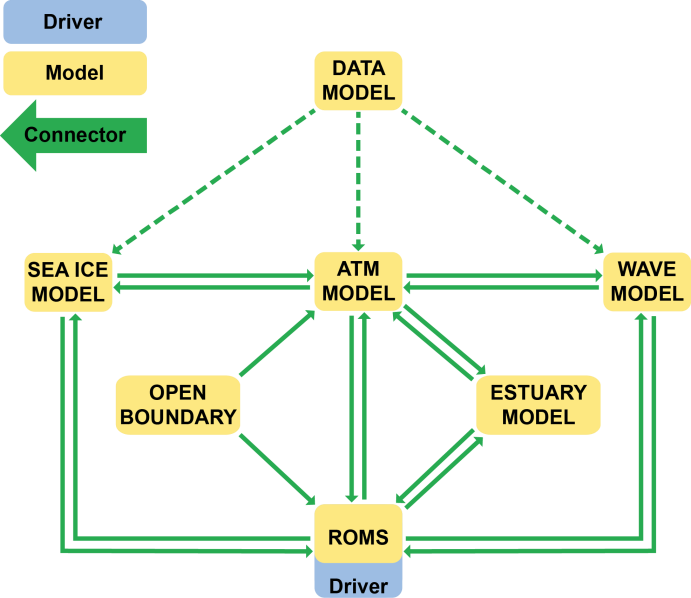 Driver
Model
Connector
DATA
MODEL
SEA ICE
MODEL
ATM
MODEL
WAVE
MODEL
OPEN
BOUNDARY
ESTUARY
MODEL
ROMS
Driver